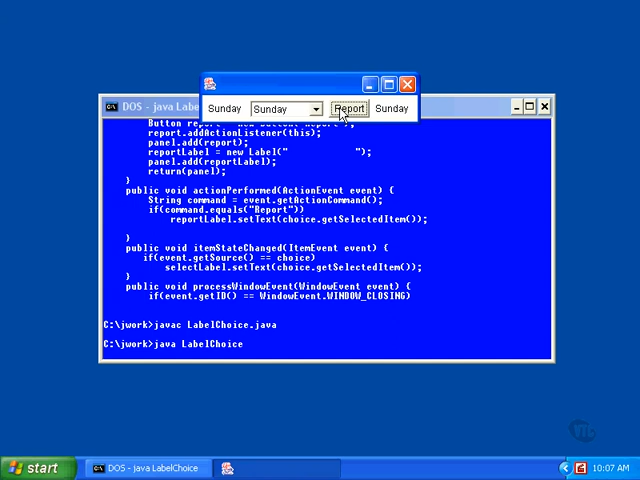 Sunday Sunday Report Sunday
DOS - java Labe
Button report = new Button("Report");
report.addActionListener(this);
panel.add(report);
reportLabel = new Label("              ");
panel.add(reportLabel);
return(panel);
}
public void actionPerformed(ActionEvent event) {
String command = event.getActionCommand();
if(command.equals("Report"))
reportLabel.setText(choice.getSelectedItem());
}
public void itemStateChanged(ItemEvent event) {
if(event.getSource() == choice)
selectLabel.setText(choice.getSelectedItem());
}
public void processWindowEvent(WindowEvent event) {
if(event.getID() == WindowEvent.WINDOW_CLOSING)
C:\jwork>javac LabelChoice.java
C:\jwork>java LabelChoice
start DOS - java LabelChoice 10:07 AM